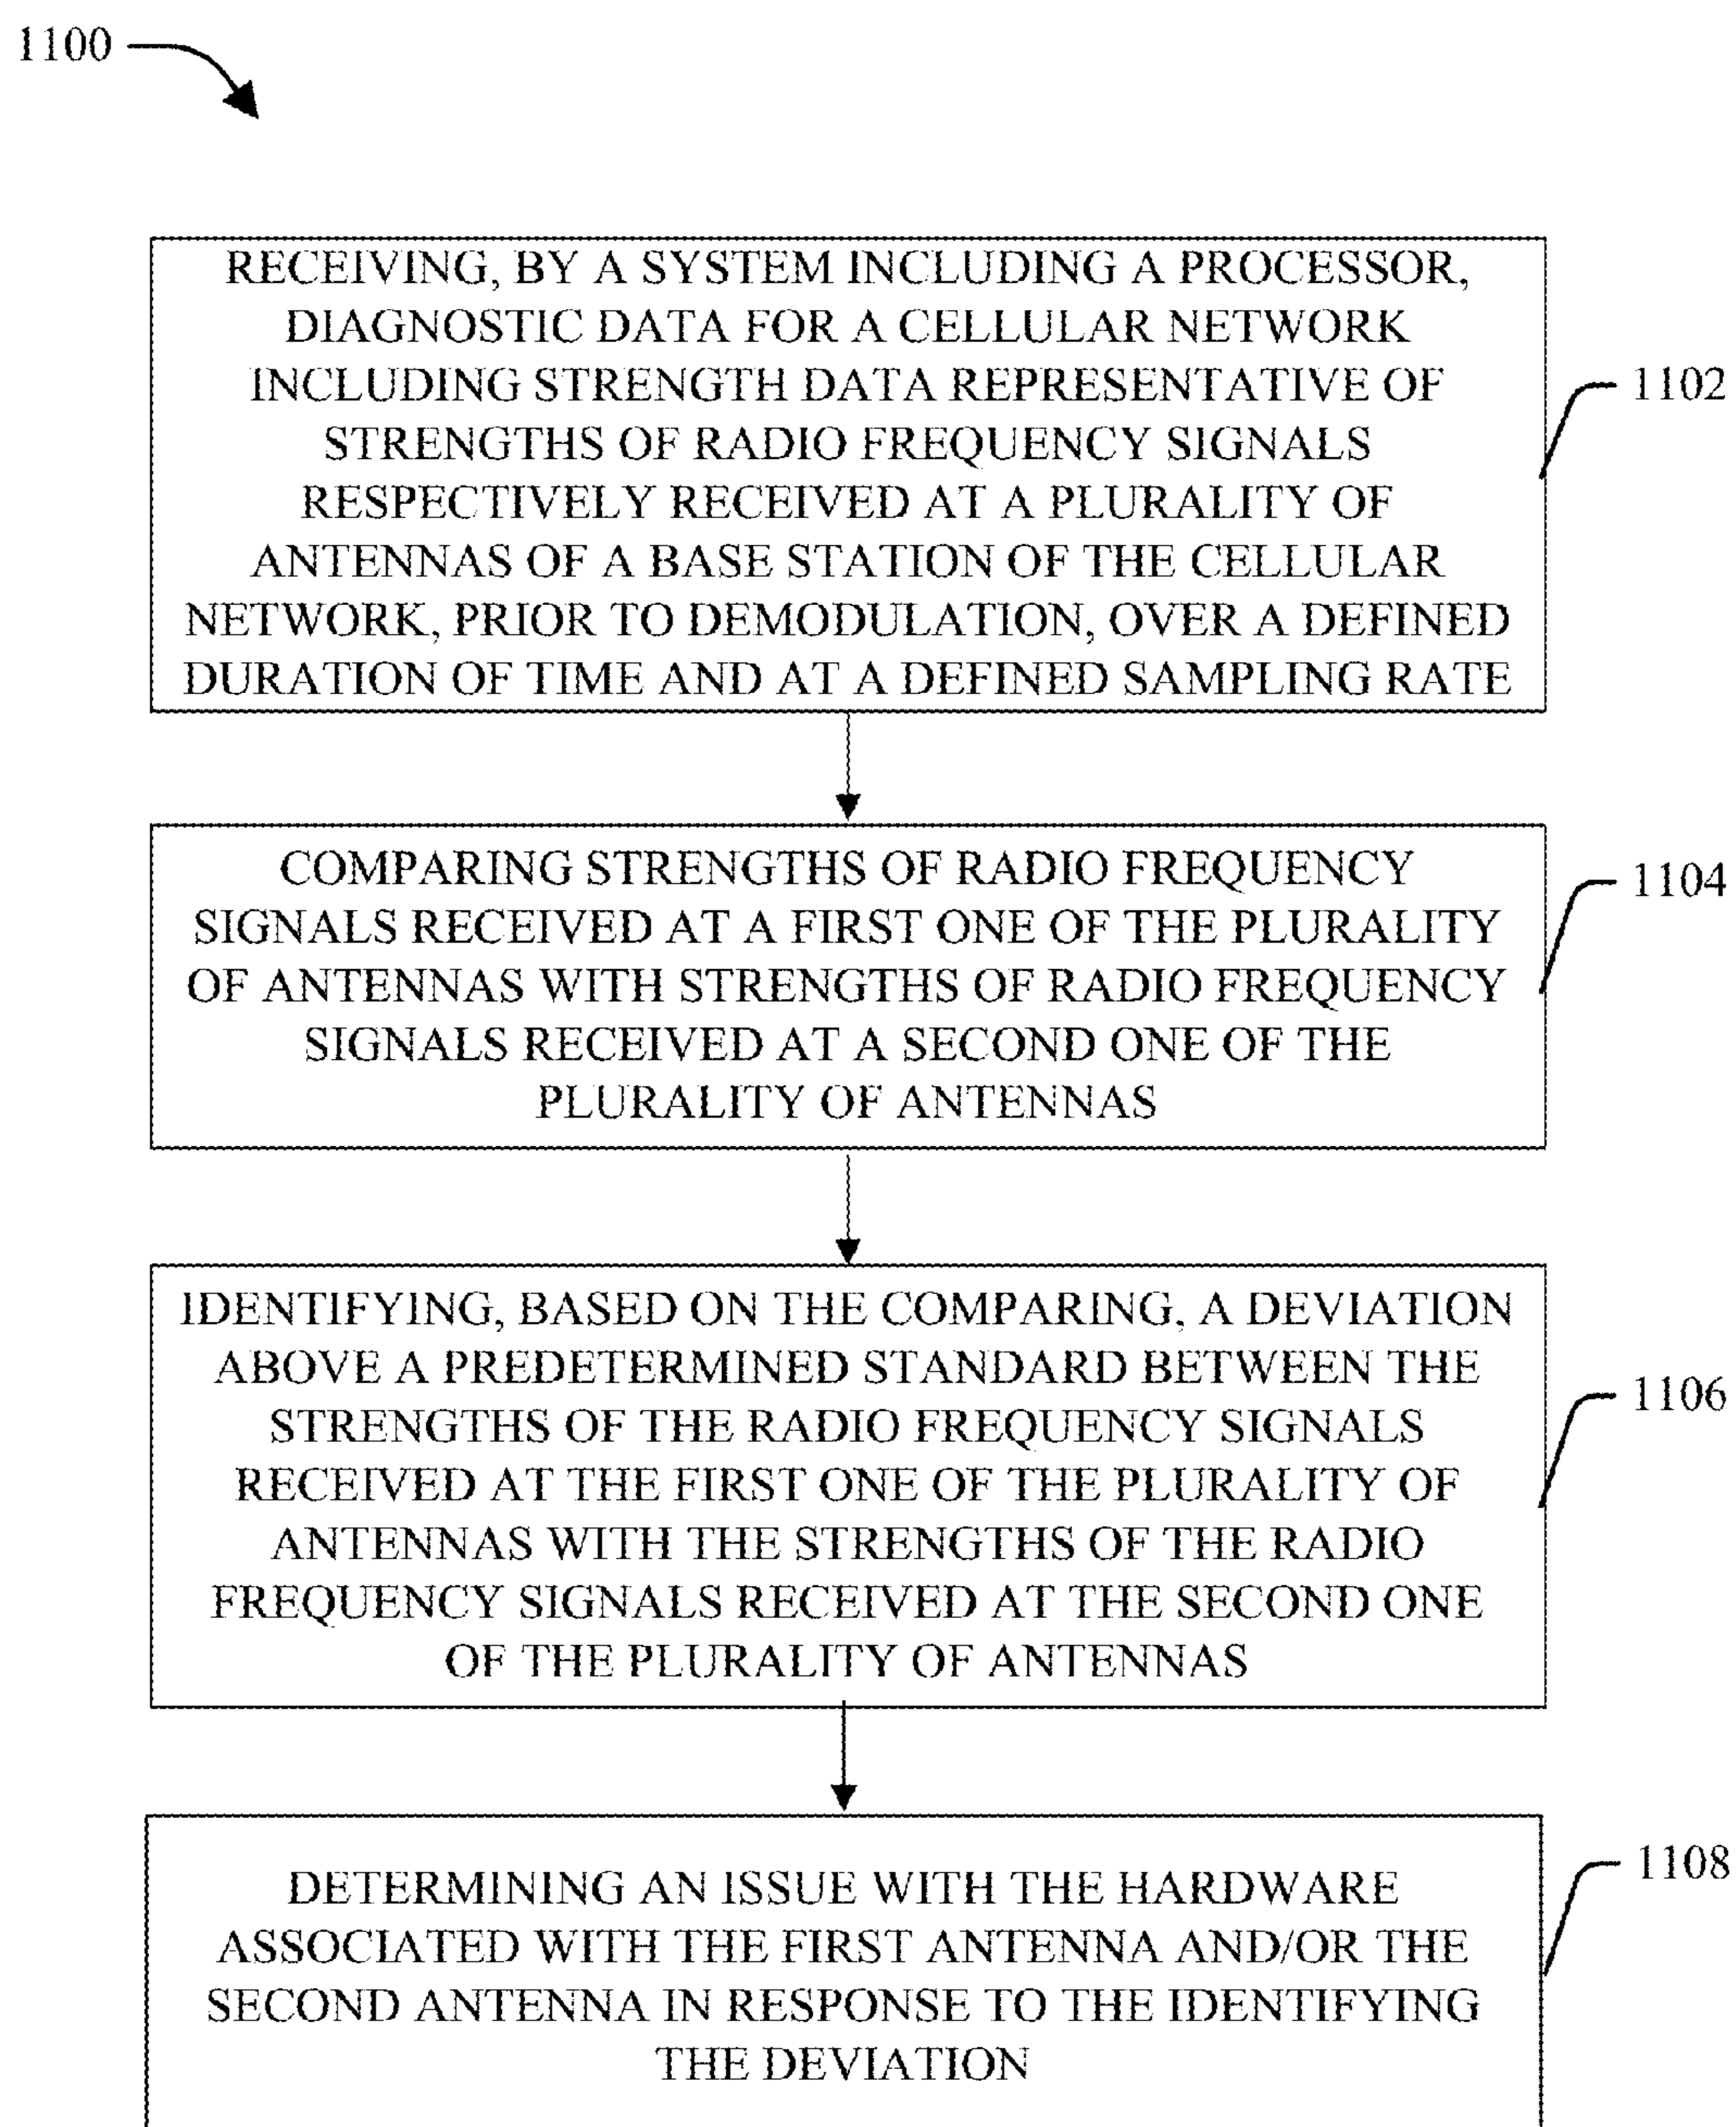 1100
RECEIVING, BY A SYSTEM INCLUDING A PROCESSOR,
DIAGNOSTIC DATA FOR A CELLULAR NETWORK
INCLUDING STRENGTH DATA REPRESENTATIVE OF
STRENGTHS OF RADIO FREQUENCY SIGNALS
RESPECTIVELY RECEIVED AT A PLURALITY OF
ANTENNAS OF A BASE STATION OF THE CELLULAR
NETWORK, PRIOR TO DEMODULATION, OVER A DEFINED
DURATION OF TIME AND AT A DEFINED SAMPLING RATE
1102
COMPARING STRENGTHS OF RADIO FREQUENCY
SIGNALS RECEIVED AT A FIRST ONE OF THE PLURALITY
OF ANTENNAS WITH STRENGTHS OF RADIO FREQUENCY
SIGNALS RECEIVED AT A SECOND ONE OF THE
PLURALITY OF ANTENNAS
1104
IDENTIFYING, BASED ON THE COMPARING, A DEVIATION
ABOVE A PREDETERMINED STANDARD BETWEEN THE
STRENGTHS OF THE RADIO FREQUENCY SIGNALS
RECEIVED AT THE FIRST ONE OF THE PLURALITY OF
ANTENNAS WITH THE STRENGTHS OF THE RADIO
FREQUENCY SIGNALS RECEIVED AT THE SECOND ONE
OF THE PLURALITY OF ANTENNAS
1106
DETERMINING AN ISSUE WITH THE HARDWARE
ASSOCIATED WITH THE FIRST ANTENNA AND/OR THE
SECOND ANTENNA IN RESPONSE TO THE IDENTIFYING
THE DEVIATION
1108